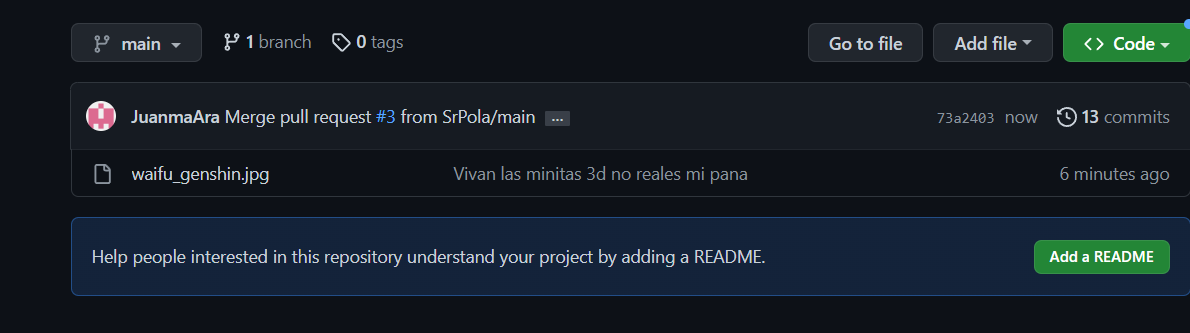 main 1 branch 0 tags Go to file Add file <> Code
JuanmaAra Merge pull request #3 from SrPola/main ... 73a2403 now 13 commits
waifu_genshin.jpg Vivan las minitas 3d no reales mi pana 6 minutes ago
Help people interested in this repository understand your project by adding a README. Add a README